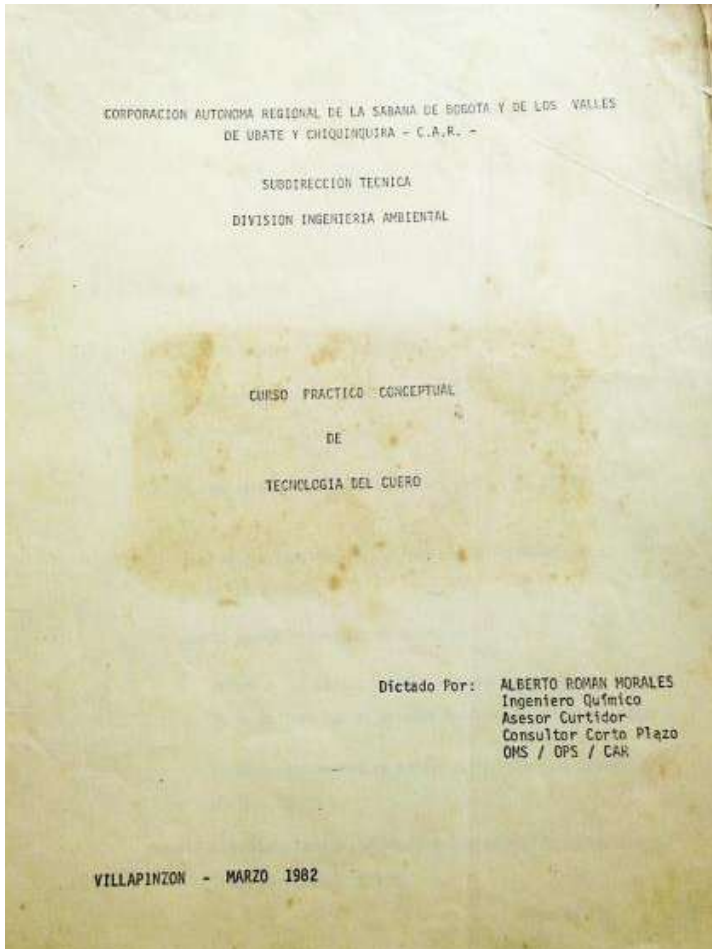 CORPORACION AUTONOMA REGIONAL DE LA SABANA DE BOGOTA Y DE LOS VALLES
DE UBATE Y CHIQUINQUIRA - C.A.R. -
SUBDIRECCION TECNICA
DIVISION INGENIERIA AMBIENTAL
CURSO PRACTICO CONCEPTUAL
DE
TECNOLOGIA DEL CUERO
Dictado Por: ALBERTO ROMAN MORALES
Ingeniero Químico
Asesor Curtidor
Consultor Corto Plazo
OMS / OPS / CAR
VILLAPINZON - MARZO 1982